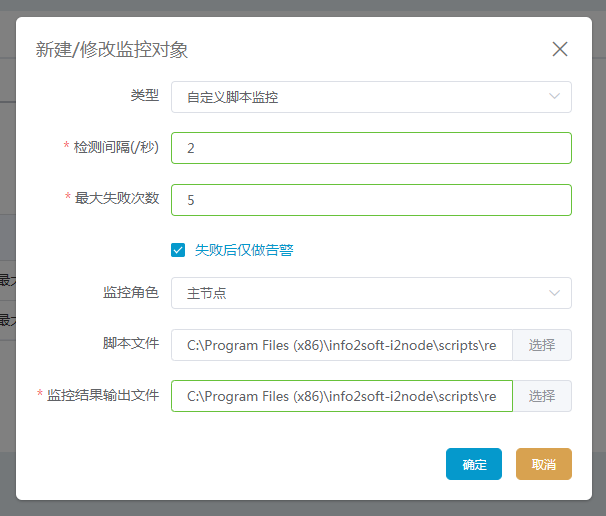 新建/修改监控对象
类型 自定义脚本监控
* 检测间隔(/秒) 2
* 最大失败次数 5
失败后仅做告警
监控角色 主节点
脚本文件 C:\Program Files (x86)\info2soft-i2node\scripts\re 选择
* 监控结果输出文件 C:\Program Files (x86)\info2soft-i2node\scripts\re 选择
确定 取消